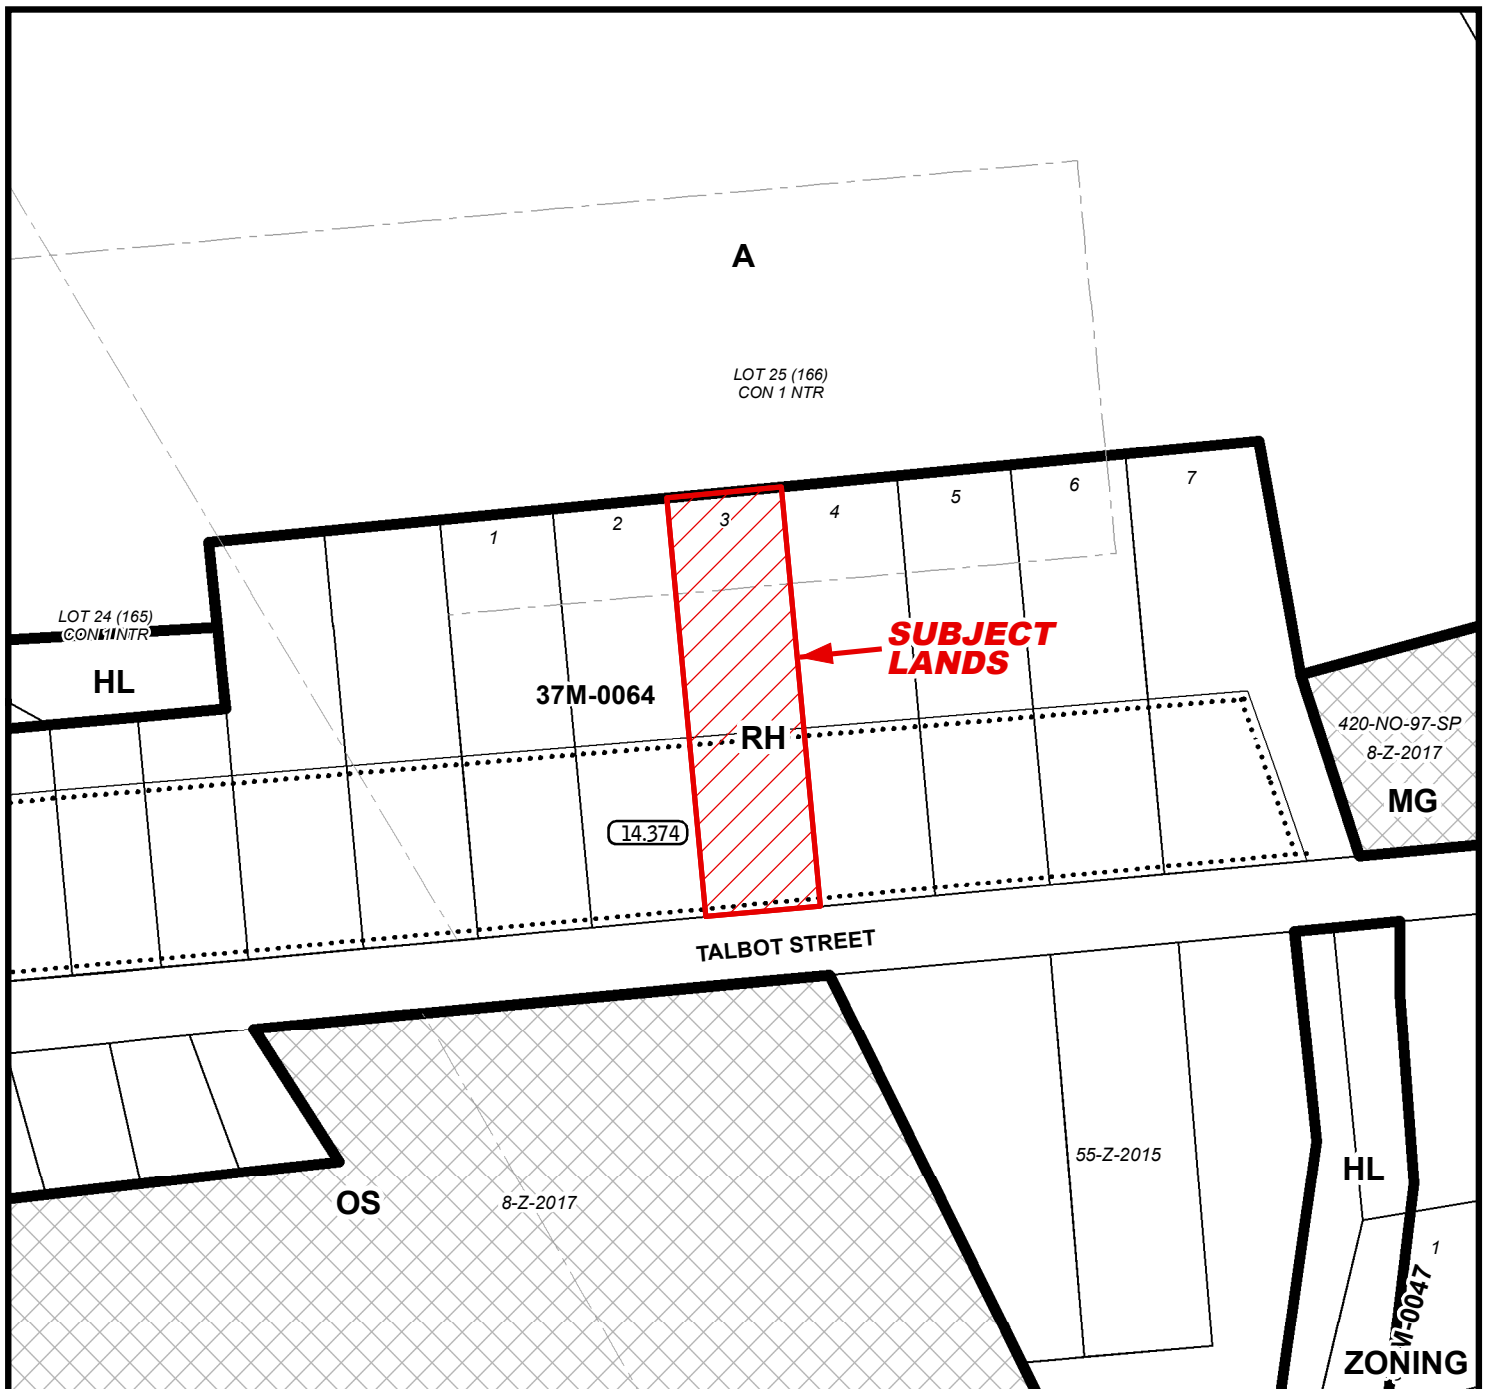 A
LOT 25 (166)
CON 1 NTR
1
2
3
4
5
6
7
LOT 24 (165)
CON 1 NTR
HL
SUBJECT
LANDS
37M-0064
RH
420-NO-97-SP
8-Z-2017
MG
14.374
TALBOT STREET
55-Z-2015
HL
OS
8-Z-2017
1
M-0047
ZONING